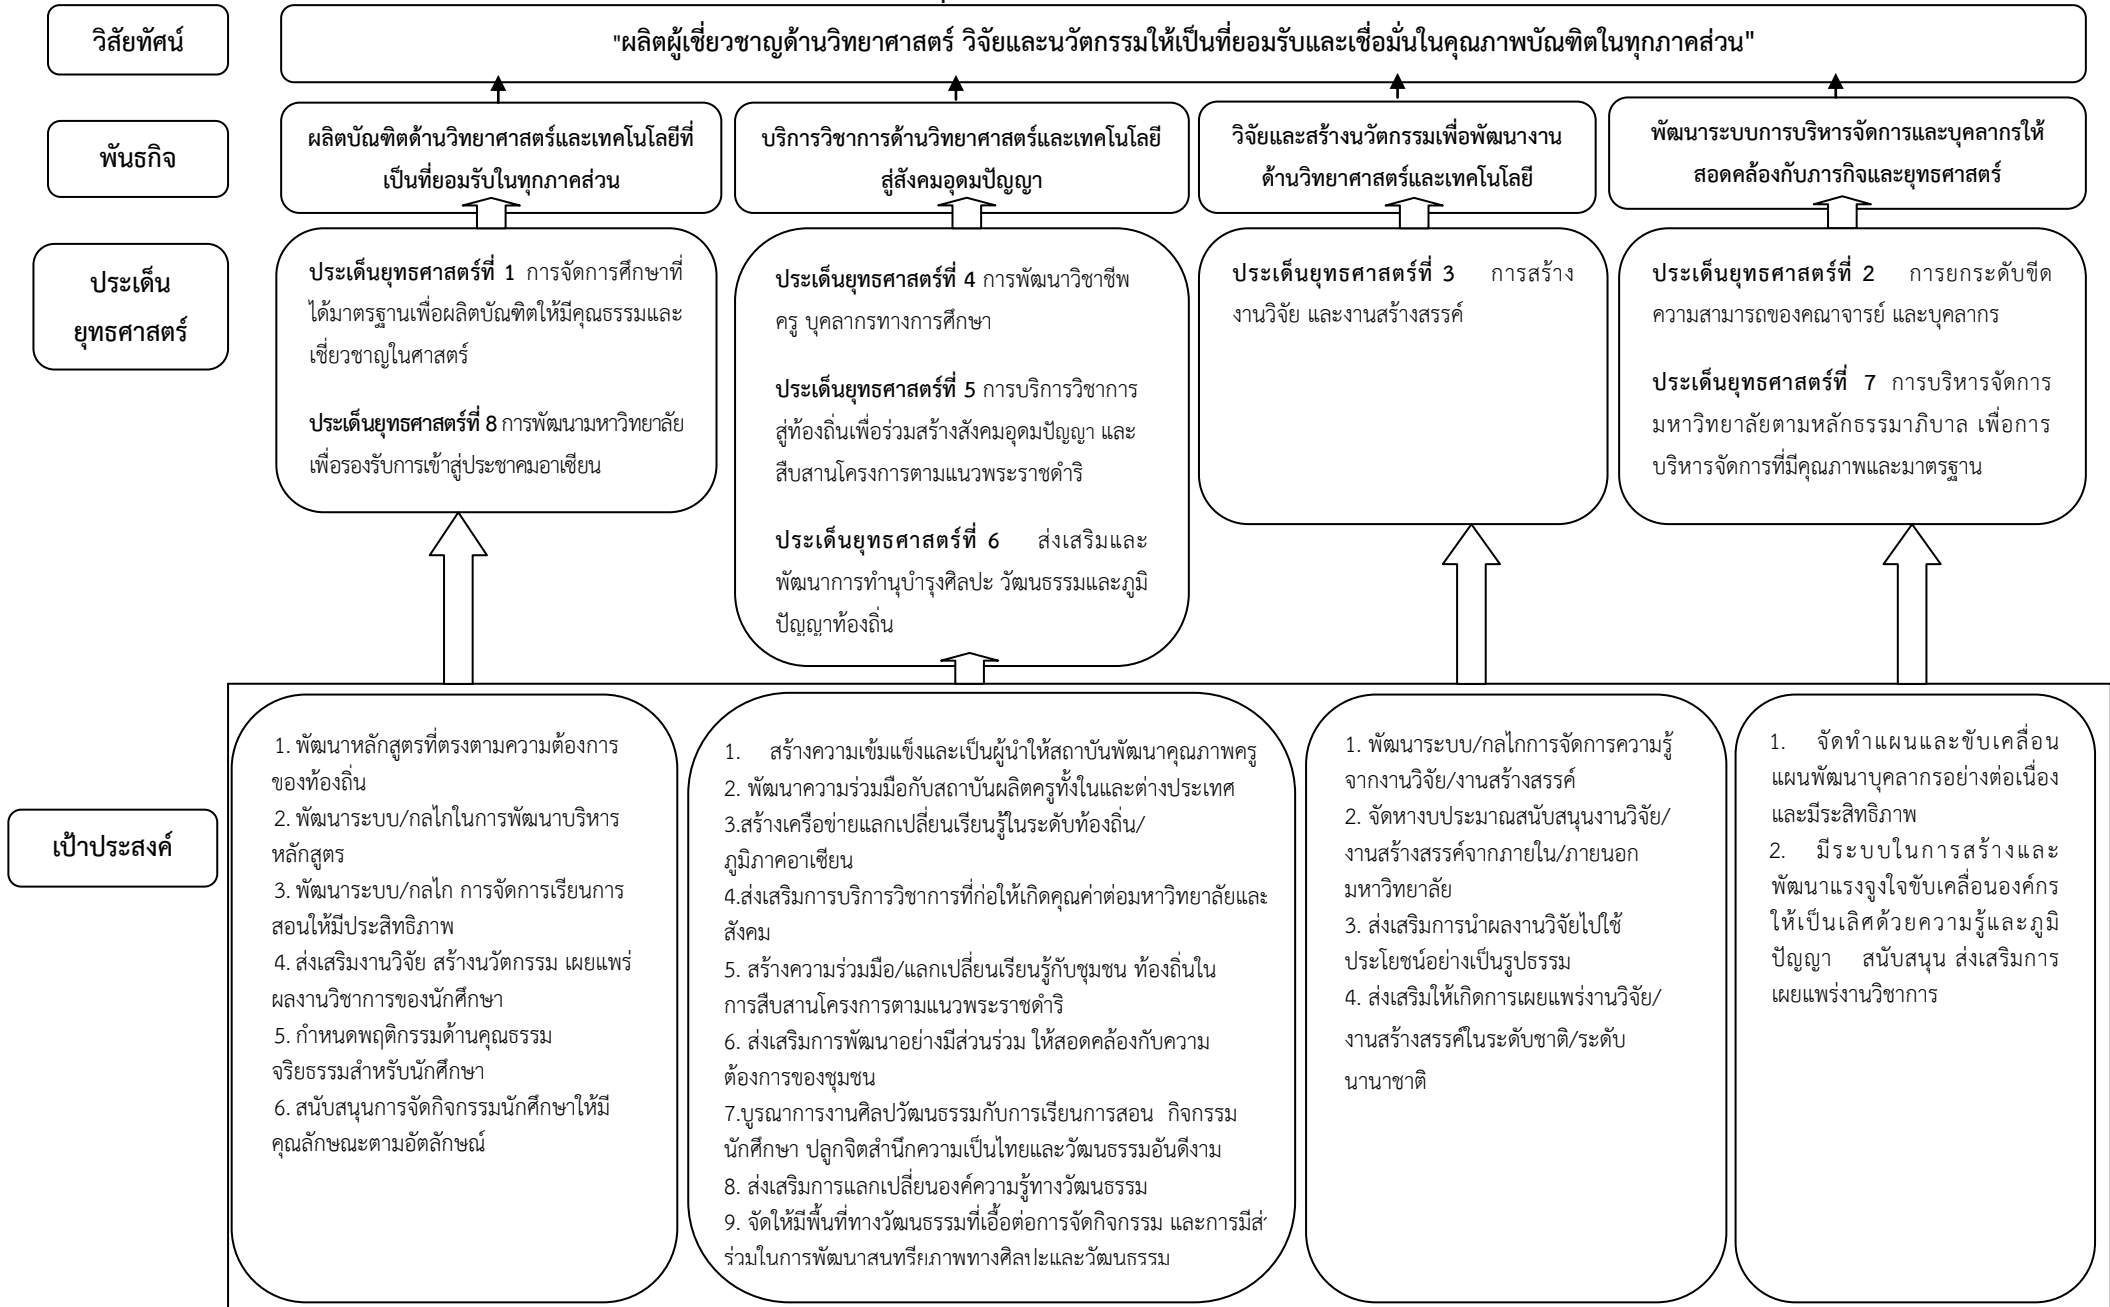 วิสัยทัศน์
"ผลิตผู้เชี่ยวชาญด้านวิทยาศาสตร์ วิจัยและนวัตกรรมให้เป็นที่ยอมรับและเชื่อมั่นในคุณภาพบัณฑิตในทุกภาคส่วน"
พันธกิจ
ผลิตบัณฑิตด้านวิทยาศาสตร์และเทคโนโลยีที่
เป็นที่ยอมรับในทุกภาคส่วน
บริการวิชาการด้านวิทยาศาสตร์และเทคโนโลยี
สู่สังคมอุดมปัญญา
วิจัยและสร้างนวัตกรรมเพื่อพัฒนางาน
ด้านวิทยาศาสตร์และเทคโนโลยี
พัฒนาระบบการบริหารจัดการและบุคลากรให้
สอดคล้องกับภารกิจและยุทธศาสตร์
ประเด็น
ยุทธศาสตร์
ประเด็นยุทธศาสตร์ที่ 1 การจัดการศึกษาที่
ได้มาตรฐานเพื่อผลิตบัณฑิตให้มีคุณธรรมและ
เชี่ยวชาญในศาสตร์
ประเด็นยุทธศาสตร์ที่ 8 การพัฒนามหาวิทยาลัย
เพื่อรองรับการเข้าสู่ประชาคมอาเซียน
ประเด็นยุทธศาสตร์ที่ 4 การพัฒนาวิชาชีพ
ครู บุคลากรทางการศึกษา
ประเด็นยุทธศาสตร์ที่ 5 การบริการวิชาการ
สู่ท้องถิ่นเพื่อร่วมสร้างสังคมอุดมปัญญา และ
สืบสานโครงการตามแนวพระราชดำริ
ประเด็นยุทธศาสตร์ที่ 6 ส่งเสริมและ
พัฒนาการทำนุบำรุงศิลปะ วัฒนธรรมและภูมิ
ปัญญาท้องถิ่น
ประเด็นยุทธศาสตร์ที่ 3 การสร้าง
งานวิจัย และงานสร้างสรรค์
ประเด็นยุทธศาสตร์ที่ 2 การยกระดับขีด
ความสามารถของคณาจารย์ และบุคลากร
ประเด็นยุทธศาสตร์ที่ 7 การบริหารจัดการ
มหาวิทยาลัยตามหลักธรรมาภิบาล เพื่อการ
บริหารจัดการที่มีคุณภาพและมาตรฐาน
เป้าประสงค์
1. พัฒนาหลักสูตรที่ตรงตามความต้องการ
ของท้องถิ่น
2. พัฒนาระบบ/กลไกในการพัฒนาบริหาร
หลักสูตร
3. พัฒนาระบบ/กลไก การจัดการเรียนการ
สอนให้มีประสิทธิภาพ
4. ส่งเสริมงานวิจัย สร้างนวัตกรรม เผยแพร่
ผลงานวิชาการของนักศึกษา
5. กำหนดพฤติกรรมด้านคุณธรรม
จริยธรรมสำหรับนักศึกษา
6. สนับสนุนการจัดกิจกรรมนักศึกษาให้มี
คุณลักษณะตามอัตลักษณ์
1. สร้างความเข้มแข็งและเป็นผู้นำให้สถาบันพัฒนาคุณภาพครู
2. พัฒนาความร่วมมือกับสถาบันผลิตครูทั้งในและต่างประเทศ
3.สร้างเครือข่ายแลกเปลี่ยนเรียนรู้ในระดับท้องถิ่น/
ภูมิภาคอาเซียน
4.ส่งเสริมการบริการวิชาการที่ก่อให้เกิดคุณค่าต่อมหาวิทยาลัยและ
สังคม
5. สร้างความร่วมมือ/แลกเปลี่ยนเรียนรู้กับชุมชน ท้องถิ่นใน
การสืบสานโครงการตามแนวพระราชดำริ
6. ส่งเสริมการพัฒนาอย่างมีส่วนร่วม ให้สอดคล้องกับความ
ต้องการของชุมชน
7.บูรณาการงานศิลปวัฒนธรรมกับการเรียนการสอน กิจกรรม
นักศึกษา ปลูกจิตสำนึกความเป็นไทยและวัฒนธรรมอันดีงาม
8. ส่งเสริมการแลกเปลี่ยนองค์ความรู้ทางวัฒนธรรม
9. จัดให้มีพื้นที่ทางวัฒนธรรมที่เอื้อต่อการจัดกิจกรรม และการมี
ร่วมในการพัฒนาสุนทรียภาพทางศิลปะและวัฒนธรรม
1. พัฒนาระบบ/กลไกการจัดการความรู้
จากงานวิจัย/งานสร้างสรรค์
2. จัดหางบประมาณสนับสนุนงานวิจัย/
งานสร้างสรรค์จากภายใน/ภายนอก
มหาวิทยาลัย
3. ส่งเสริมการนำผลงานวิจัยไปใช้
ประโยชน์อย่างเป็นรูปธรรม
4. ส่งเสริมให้เกิดการเผยแพร่งานวิจัย/
งานสร้างสรรค์ในระดับชาติ/ระดับ
นานาชาติ
1. จัดทำแผนและขับเคลื่อน
แผนพัฒนาบุคลากรอย่างต่อเนื่อง
และมีระสิทธิภาพ
2. มีระบบในการสร้างและ
พัฒนาแรงจูงใจขับเคลื่อนองค์กร
ให้เป็นเลิศด้วยความรู้และภูมิ
ปัญญา สนับสนุน ส่งเสริมการ
เผยแพร่งานวิชาการ